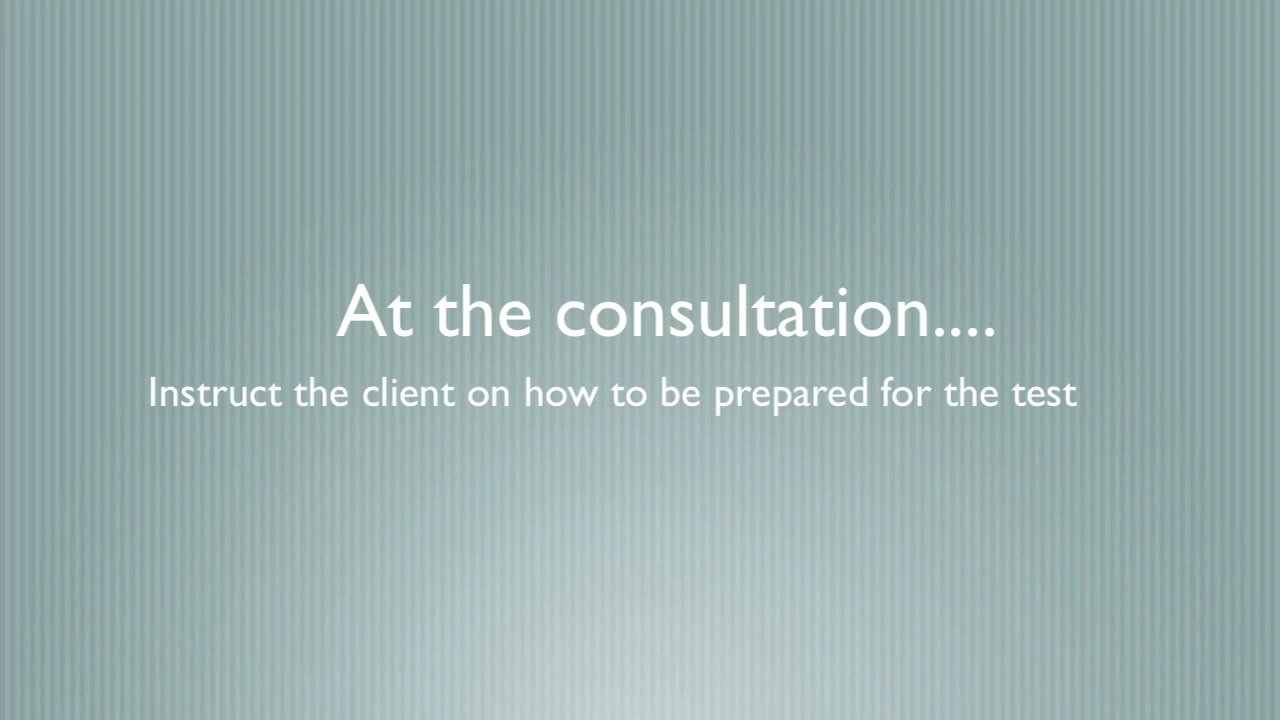 At the consultation....
Instruct the client on how to be prepared for the test